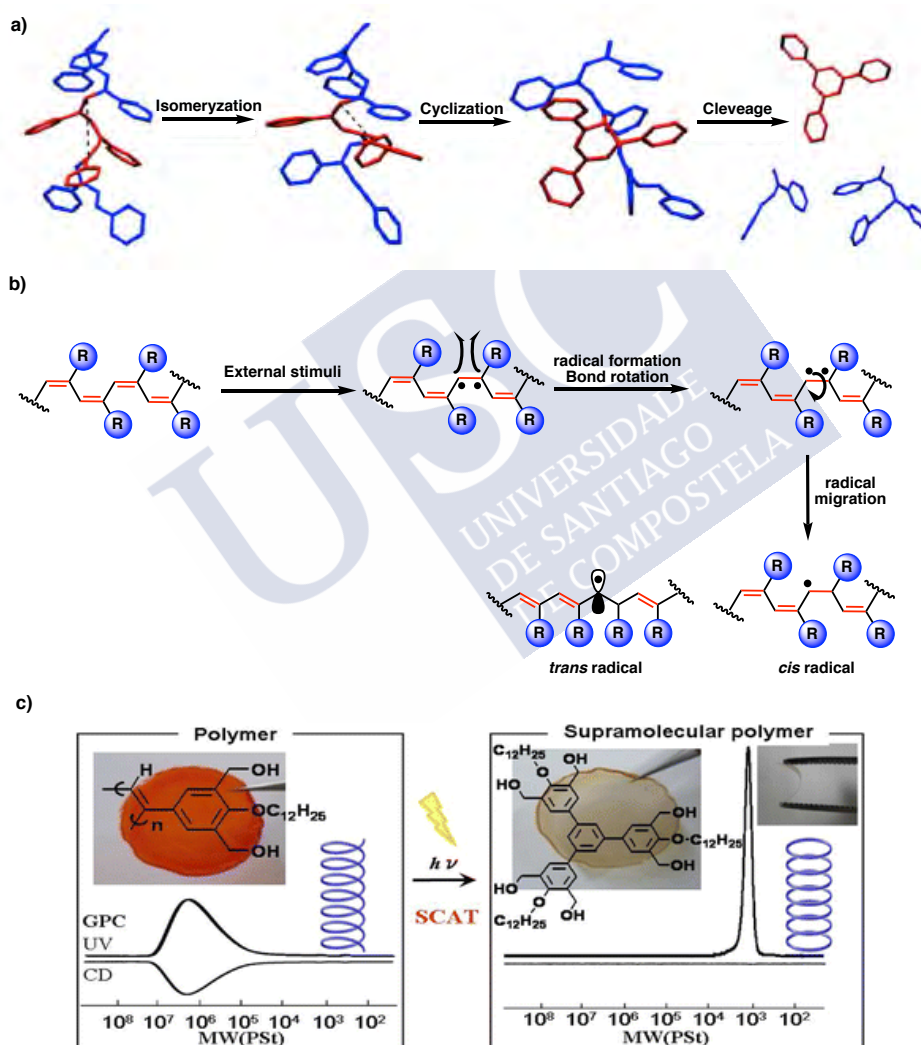 a)
Isomeryzation
Cyclization
Cleveage
b)
External stimuli
radical formation
Bond rotation
radical
migration
R R
R R
R R
R R
R R
R R
R R R R
R R
R R
trans radical
cis radical
USC
UNIVERSIDADE
DE SANTIAGO
DE COMPOSTELA
c)
Polymer
H
OH
OC12H25
n
OH
GPC
UV
CD
10⁸ 10⁷ 10⁶ 10⁵ 10⁴ 10³ 10²
MW(PSt)
h ν
SCAT
Supramolecular polymer
C12H25
O OH
HO
OH
O-C12H25
HO
OH
O
C12H25 OH
10⁸ 10⁷ 10⁶ 10⁵ 10⁴ 10³ 10²
MW(PSt)